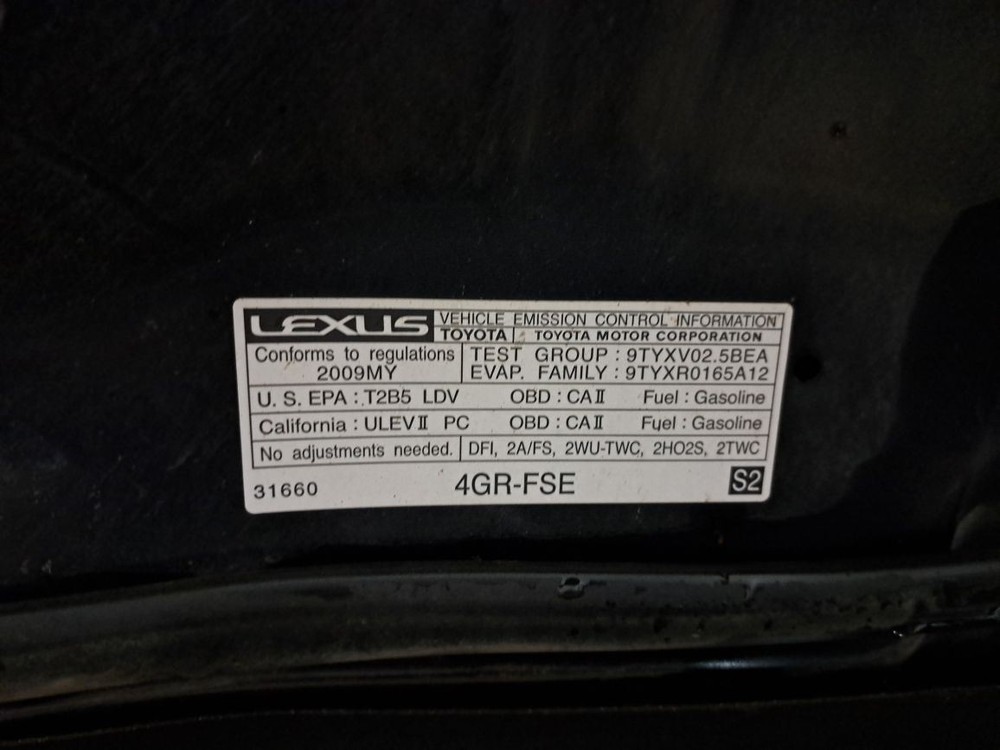 LEXUS VEHICLE EMISSION CONTROL INFORMATION
TOYOTA TOYOTA MOTOR CORPORATION
Conforms to regulations TEST GROUP : 9TYXV02.5BEA
2009MY EVAP. FAMILY : 9TYXR0165A12
U. S. EPA : T2B5 LDV OBD : CAⅡ Fuel : Gasoline
California : ULEVⅡ PC OBD : CAⅡ Fuel : Gasoline
No adjustments needed. DFI, 2A/FS, 2WU-TWC, 2HO2S, 2TWC
31660 4GR-FSE S2